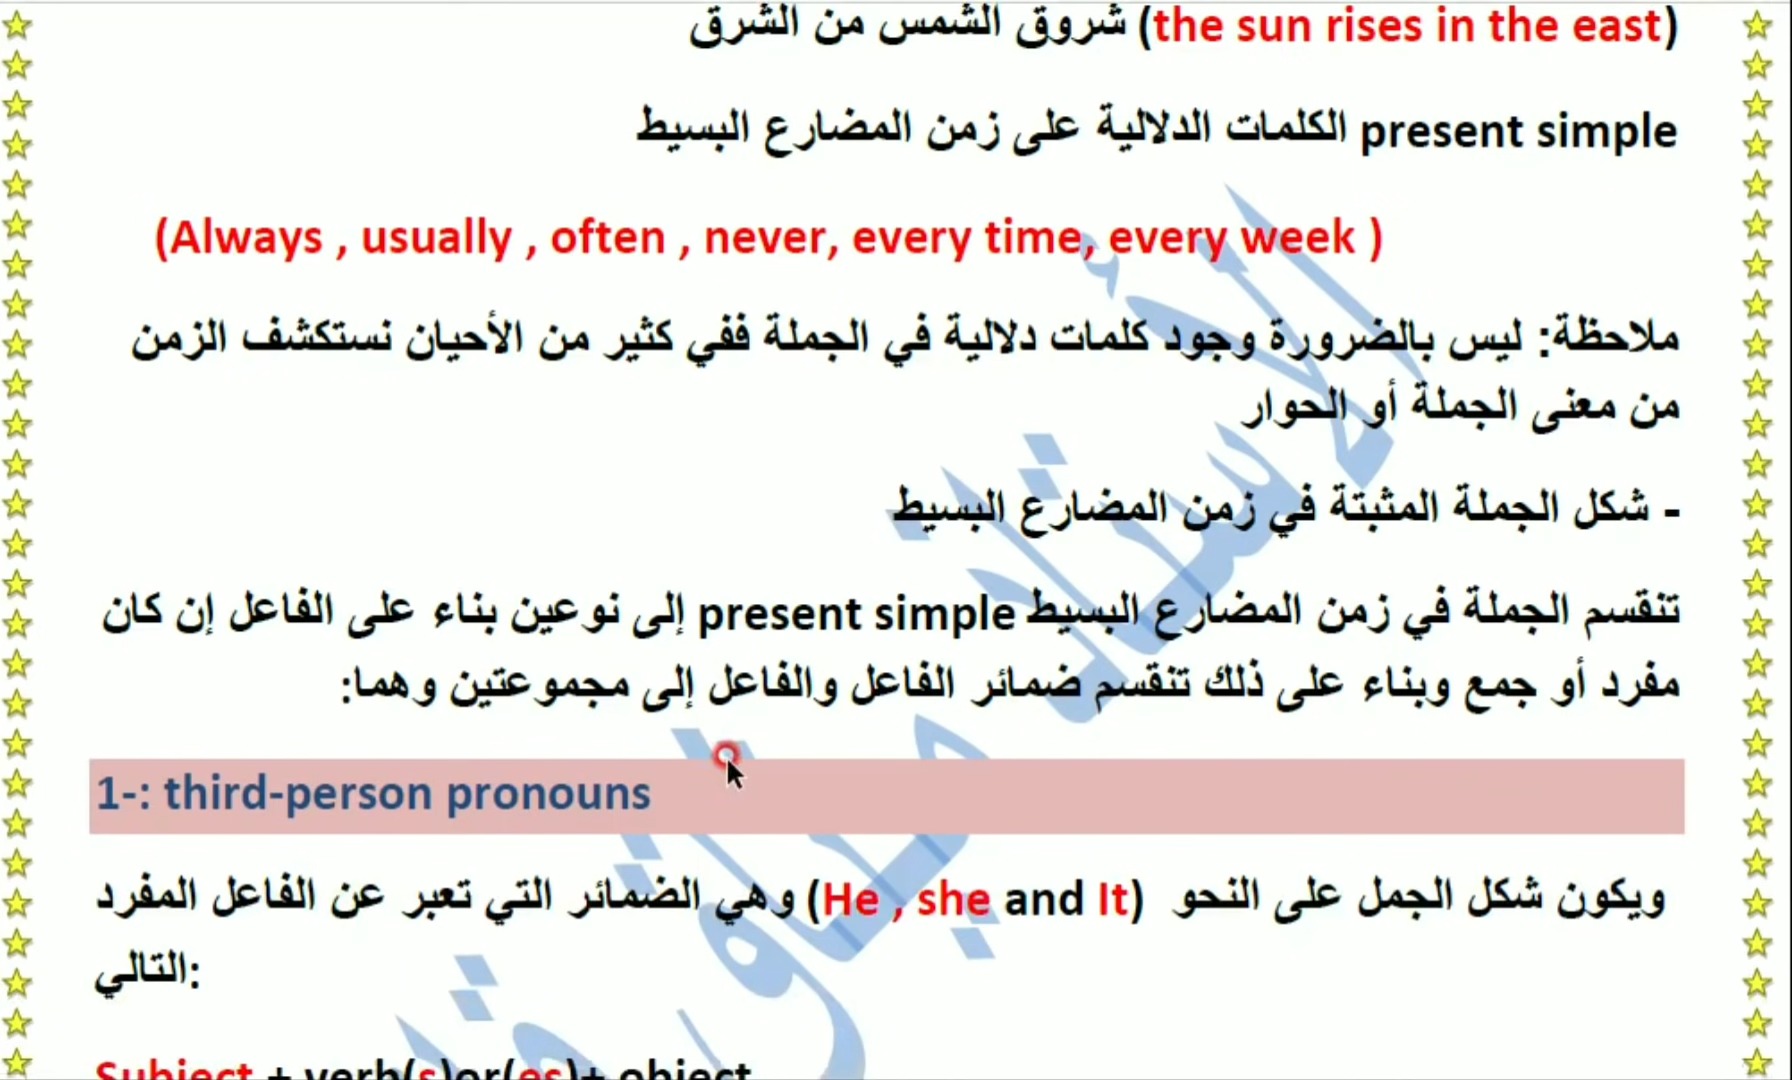 (the sun rises in the east) شروق الشمس من الشرق
present simple الكلمات الدلالية على زمن المضارع البسيط
(Always , usually , often , never, every time, every week )
ملاحظة: ليس بالضرورة وجود كلمات دلالية في الجملة ففي كثير من الأحيان نستكشف الزمن
من معنى الجملة أو الحوار
- شكل الجملة المثبتة في زمن المضارع البسيط
تنقسم الجملة في زمن المضارع البسيط present simple إلى نوعين بناء على الفاعل إن كان
مفرد أو جمع وبناء على ذلك تنقسم ضمائر الفاعل والفاعل إلى مجموعتين وهما:
1-: third-person pronouns
وهي الضمائر التي تعبر عن الفاعل المفرد (He , she and It) ويكون شكل الجمل على النحو
التالي:
Subject + verb(s)or(es)+ object